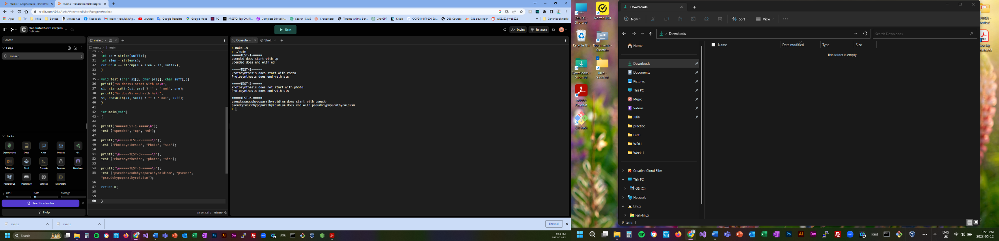 main.c - OriginalRuralTransforma
main.c - VeneratedAlertPostgres
replit.com/@JulAleks/VeneratedAlertPostgres#main.c
Apps TV Misc Seneca Amazon.ca Facebook Inbox - yael.julia@g... youtube Google Translate Google Maps PC PRESTO: Tap On. Ri... Complete Ethical H... Search | EWG Cronometer Toronto Animal Ser... ChatGPT Kindle OOP244-BTP200 Su... DBS Courses SQL developer WEB222 | web222 » Other bookmarks
VeneratedAlertPostgres
JulAleks
Run
Invite
Release
Search
Files
main.c
Tools
Deployments Docs Chat Threads Git
Debugger Shell Console Secrets Database
PostgreSQL Markdown Settings Extensions
CPU RAM Storage
Try Ghostwriter
? Help
main.c
main.c > f main
29 {
30 int sz = strlen(suffix);
31 int slen = strlen(s);
32 return 0 == strcmp(s + slen - sz, suffix);
33 }
34
35 void test (char s1[], char pre[], char suff[]){
36 printf("%s does%s start with %s\n",
37 s1, startsWith(s1, pre) ? "" : " not", pre);
38 printf("%s does%s end with %s\n",
39 s1, endsWith(s1, suff) ? "" : " not", suff);
40 }
41
42 int main(void)
43 {
44
45 printf("=====TEST-1-=====\n");
46 test ("upended", "up", "ed");
47
48 printf("\n=====TEST-2-=====\n");
49 test ("Photosynthesis", "Photo", "sis");
50
51 printf("\n=====TEST-3-=====\n");
52 test ("Photosynthesis", "photo", "sis");
53
54 printf("\n=====TEST-6-=====\n");
55 test ("pseudopseudohypoparathyroidism", "pseudo",
"pseudohypoparathyroidism");
56
57 return 0;
58
59
60 }
Ln 60, Col 2 History
Console
Shell
> make -s
> ./main
=====TEST-1-=====
upended does start with up
upended does end with ed
=====TEST-2-=====
Photosynthesis does start with Photo
Photosynthesis does end with sis
=====TEST-3-=====
Photosynthesis does not start with photo
Photosynthesis does end with sis
=====TEST-6-=====
pseudopseudohypoparathyroidism does start with pseudo
pseudopseudohypoparathyroidism does end with pseudohypoparathyroidism
>
main.c
main.c
Show all
Search
9:51 PM
2023-05-12
This PC - Shortcut
Norton 360
Recycle Bin
Documents - Shortcut
Downloads - Shortcut
Julia - Shortcut
Adobe Acrobat
Git Bash
Downloads
New
Sort
View
Downloads
Search Downloads
Home
Downloads
Documents
Pictures
This PC
Music
Videos
Julia
practice
Part1
WS01
Week 1
Creative Cloud Files
This PC
OS (C:)
Network
Linux
kali-linux
Name Date modified Type Size
This folder is empty.
0 items
ENG
US
9:51 PM
2023-05-12